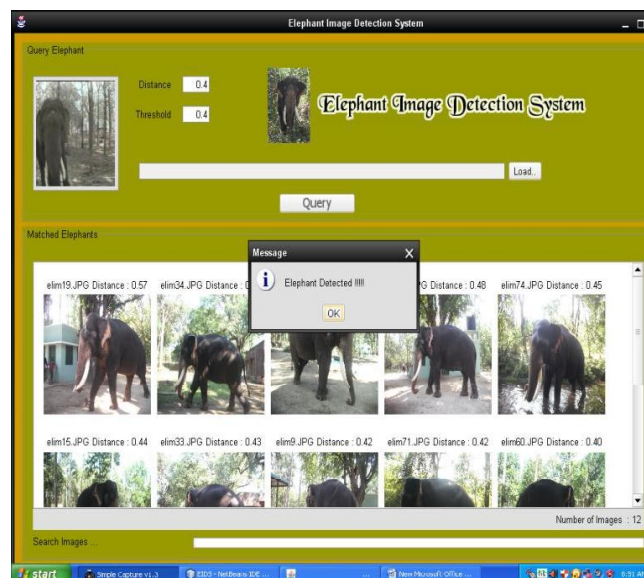 Elephant Image Detection System
Query Elephant
Distance 0.4
Threshold 0.4
Elephant Image Detection System
Load..
Query
Matched Elephants
Message
Elephant Detected !!!!!
OK
elim19.JPG Distance : 0.57
elim34.JPG Distance :
Distance : 0.48
elim74.JPG Distance : 0.45
elim15.JPG Distance : 0.44
elim33.JPG Distance : 0.43
elim9.JPG Distance : 0.42
elim71.JPG Distance : 0.42
elim60.JPG Distance : 0.40
Number of Images : 12
Search Images ...
start
Simple Capture v1.3
EIDS - NetBeans IDE ...
...
New Microsoft Office ...